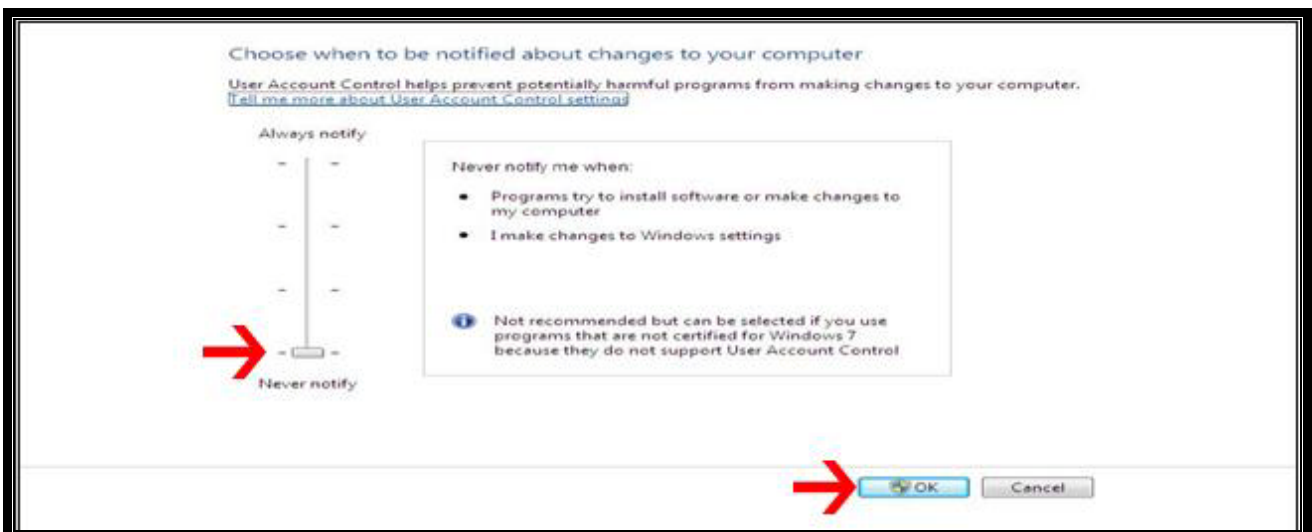 Choose when to be notified about changes to your computer
User Account Control helps prevent potentially harmful programs from making changes to your computer.
Tell me more about User Account Control settings
Always notify
Never notify me when:
• Programs try to install software or make changes to
my computer
• I make changes to Windows settings
Not recommended but can be selected if you use
programs that are not certified for Windows 7
because they do not support User Account Control
Never notify
OK
Cancel